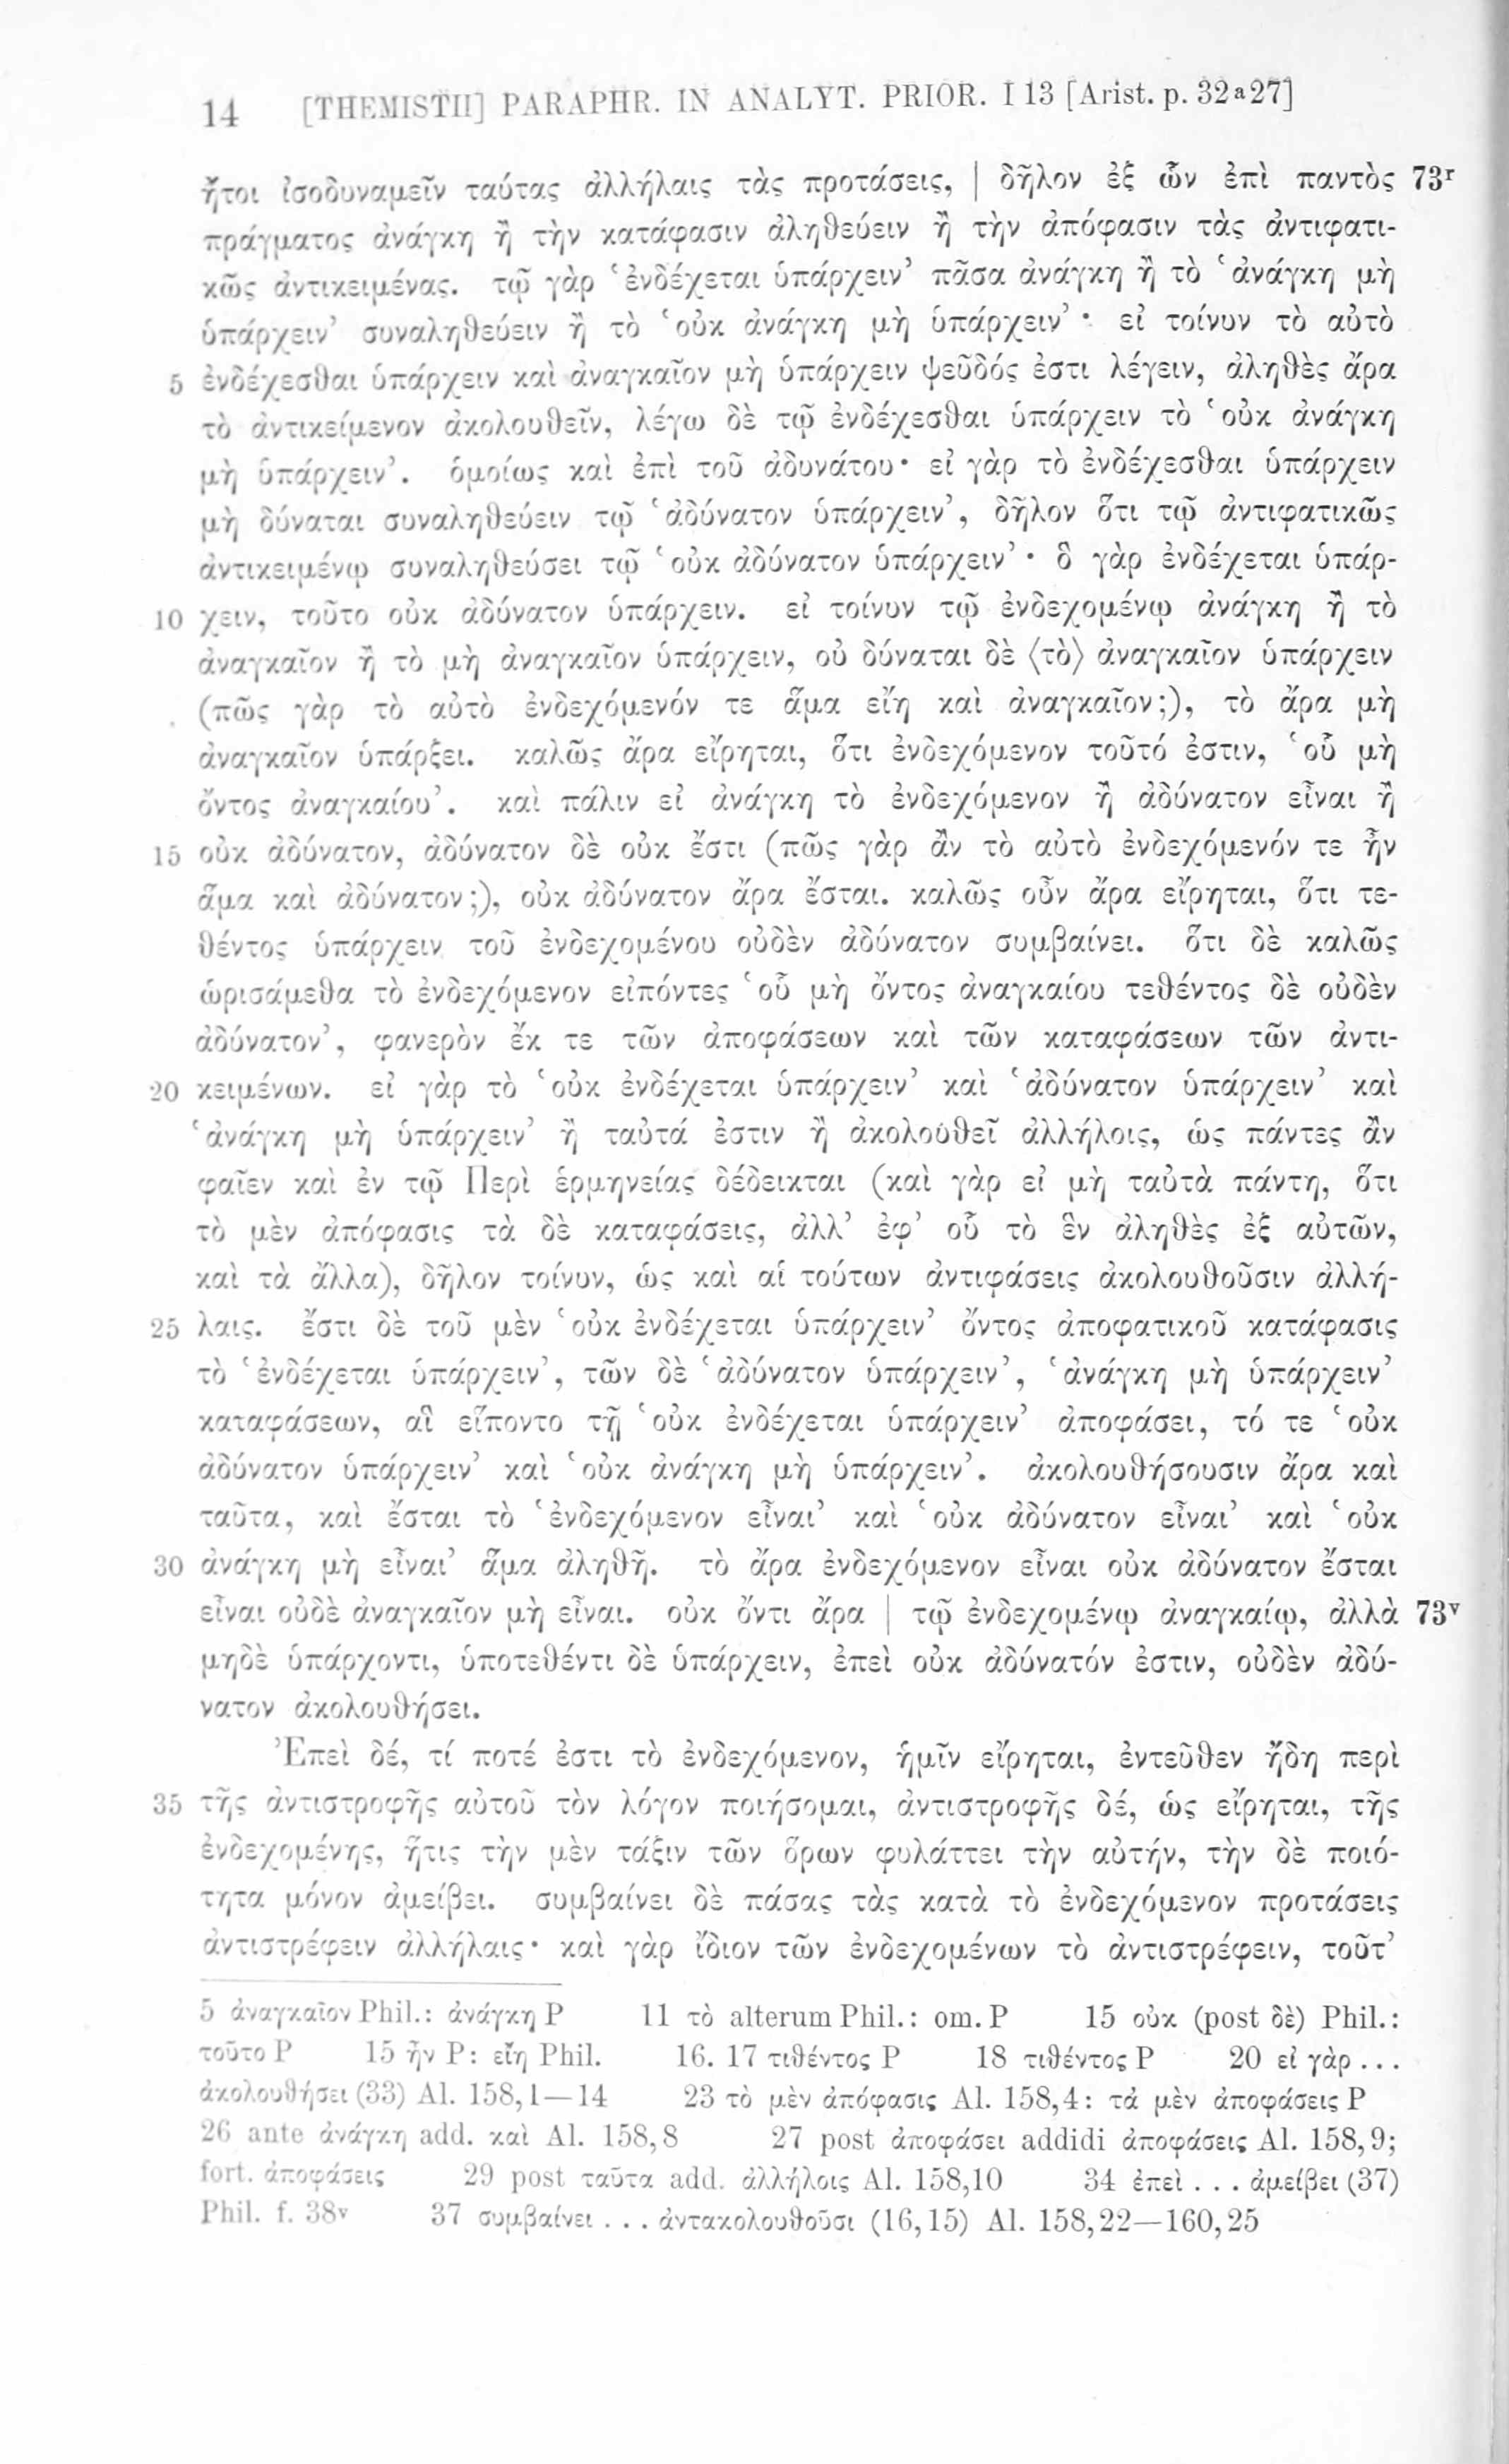 14 [THEMISTII] PARAPHR. IN ANALYT. PRIOR. I 13 [Arist. p. 32a27]
ἤτοι ἰσοδυναμεῖν ταύτας ἀλλήλαις τὰς προτάσεις, | δῆλον ἐξ ὧν ἐπὶ παντὸς 73r
πράγματος ἀνάγκη ἢ τὴν κατάφασιν ἀληθεύειν ἢ τὴν ἀπόφασιν τὰς ἀντιφατι-
κῶς ἀντικειμένας. τῷ γὰρ ‘ἐνδέχεται ὑπάρχειν’ πᾶσα ἀνάγκη ἢ τὸ ‘ἀνάγκη μὴ
ὑπάρχειν’ συναληθεύειν ἢ τὸ ‘οὐκ ἀνάγκη μὴ ὑπάρχειν’· εἰ τοίνυν τὸ αὐτὸ
5 ἐνδέχεσθαι ὑπάρχειν καὶ ἀναγκαῖον μὴ ὑπάρχειν ψεῦδός ἐστι λέγειν, ἀληθὲς ἄρα
τὸ ἀντικείμενον ἀκολουθεῖν, λέγω δὲ τῷ ἐνδέχεσθαι ὑπάρχειν τὸ ‘οὐκ ἀνάγκη
μὴ ὑπάρχειν’. ὁμοίως καὶ ἐπὶ τοῦ ἀδυνάτου· εἰ γὰρ τὸ ἐνδέχεσθαι ὑπάρχειν
μὴ δύναται συναληθεύειν τῷ ‘ἀδύνατον ὑπάρχειν’, δῆλον ὅτι τῷ ἀντιφατικῶς
ἀντικειμένῳ συναληθεύσει τῷ ‘οὐκ ἀδύνατον ὑπάρχειν’· ὃ γὰρ ἐνδέχεται ὑπάρ-
10 χειν, τοῦτο οὐκ ἀδύνατον ὑπάρχειν. εἰ τοίνυν τῷ ἐνδεχομένῳ ἀνάγκη ἢ τὸ
ἀναγκαῖον ἢ τὸ μὴ ἀναγκαῖον ὑπάρχειν, οὐ δύναται δὲ ⟨τὸ⟩ ἀναγκαῖον ὑπάρχειν
(πῶς γὰρ τὸ αὐτὸ ἐνδεχόμενόν τε ἅμα εἴη καὶ ἀναγκαῖον;), τὸ ἄρα μὴ
ἀναγκαῖον ὑπάρξει. καλῶς ἄρα εἴρηται, ὅτι ἐνδεχόμενον τοῦτό ἐστιν, ‘οὗ μὴ
ὄντος ἀναγκαίου’. καὶ πάλιν εἰ ἀνάγκη τὸ ἐνδεχόμενον ἢ ἀδύνατον εἶναι ἢ
15 οὐκ ἀδύνατον, ἀδύνατον δὲ οὐκ ἔστι (πῶς γὰρ ἂν τὸ αὐτὸ ἐνδεχόμενόν τε ἦν
ἅμα καὶ ἀδύνατον;), οὐκ ἀδύνατον ἄρα ἔσται. καλῶς οὖν ἄρα εἴρηται, ὅτι τε-
θέντος ὑπάρχειν τοῦ ἐνδεχομένου οὐδὲν ἀδύνατον συμβαίνει. ὅτι δὲ καλῶς
ὡρισάμεθα τὸ ἐνδεχόμενον εἰπόντες ‘οὗ μὴ ὄντος ἀναγκαίου τεθέντος δὲ οὐδὲν
ἀδύνατον’, φανερὸν ἔκ τε τῶν ἀποφάσεων καὶ τῶν καταφάσεων τῶν ἀντι-
20 κειμένων. εἰ γὰρ τὸ ‘οὐκ ἐνδέχεται ὑπάρχειν’ καὶ ‘ἀδύνατον ὑπάρχειν’ καὶ
‘ἀνάγκη μὴ ὑπάρχειν’ ἢ ταὐτά ἐστιν ἢ ἀκολουθεῖ ἀλλήλοις, ὡς πάντες ἂν
φαῖεν καὶ ἐν τῷ Περὶ ἑρμηνείας δέδεικται (καὶ γὰρ εἰ μὴ ταὐτὰ πάντη, ὅτι
τὸ μὲν ἀπόφασις τὰ δὲ καταφάσεις, ἀλλ’ ἐφ’ οὗ τὸ ἓν ἀληθὲς ἐξ αὐτῶν,
καὶ τὰ ἄλλα), δῆλον τοίνυν, ὡς καὶ αἱ τούτων ἀντιφάσεις ἀκολουθοῦσιν ἀλλή-
25 λαις. ἔστι δὲ τοῦ μὲν ‘οὐκ ἐνδέχεται ὑπάρχειν’ ὄντος ἀποφατικοῦ κατάφασις
τὸ ‘ἐνδέχεται ὑπάρχειν’, τῶν δὲ ‘ἀδύνατον ὑπάρχειν’, ‘ἀνάγκη μὴ ὑπάρχειν’
καταφάσεων, αἳ εἵποντο τῇ ‘οὐκ ἐνδέχεται ὑπάρχειν’ ἀποφάσει, τό τε ‘οὐκ
ἀδύνατον ὑπάρχειν’ καὶ ‘οὐκ ἀνάγκη μὴ ὑπάρχειν’. ἀκολουθήσουσιν ἄρα καὶ
ταῦτα, καὶ ἔσται τὸ ‘ἐνδεχόμενον εἶναι’ καὶ ‘οὐκ ἀδύνατον εἶναι’ καὶ ‘οὐκ
30 ἀνάγκη μὴ εἶναι’ ἅμα ἀληθῆ. τὸ ἄρα ἐνδεχόμενον εἶναι οὐκ ἀδύνατον ἔσται
εἶναι οὐδὲ ἀναγκαῖον μὴ εἶναι. οὐκ ὄντι ἄρα | τῷ ἐνδεχομένῳ ἀναγκαίῳ, ἀλλὰ 73v
μηδὲ ὑπάρχοντι, ὑποτεθέντι δὲ ὑπάρχειν, ἐπεὶ οὐκ ἀδύνατόν ἐστιν, οὐδὲν ἀδύ-
νατον ἀκολουθήσει.
Ἐπεὶ δέ, τί ποτέ ἐστι τὸ ἐνδεχόμενον, ἡμῖν εἴρηται, ἐντεῦθεν ἤδη περὶ
35 τῆς ἀντιστροφῆς αὐτοῦ τὸν λόγον ποιήσομαι, ἀντιστροφῆς δέ, ὡς εἴρηται, τῆς
ἐνδεχομένης, ἥτις τὴν μὲν τάξιν τῶν ὅρων φυλάττει τὴν αὐτήν, τὴν δὲ ποιό-
τητα μόνον ἀμείβει. συμβαίνει δὲ πάσας τὰς κατὰ τὸ ἐνδεχόμενον προτάσεις
ἀντιστρέφειν ἀλλήλαις· καὶ γὰρ ἴδιον τῶν ἐνδεχομένων τὸ ἀντιστρέφειν, τοῦτ’
5 ἀναγκαῖον Phil.: ἀνάγκη P 11 τὸ alterum Phil.: om. P 15 οὐκ (post δὲ) Phil.:
τοῦτο P 15 ἦν P: εἴη Phil. 16. 17 τιθέντος P 18 τιθέντος P 20 εἰ γὰρ ...
ἀκολουθήσει (33) Al. 158,1—14 23 τὸ μὲν ἀπόφασις Al. 158,4: τὰ μὲν ἀποφάσεις P
26 ante ἀνάγκη add. καὶ Al. 158,8 27 post ἀποφάσει addidi ἀποφάσεις Al. 158,9;
fort. ἀποφάσεις 29 post ταῦτα add. ἀλλήλοις Al. 158,10 34 ἐπεὶ ... ἀμείβει (37)
Phil. f. 38v 37 συμβαίνει ... ἀντακολουθοῦσι (16,15) Al. 158,22—160,25